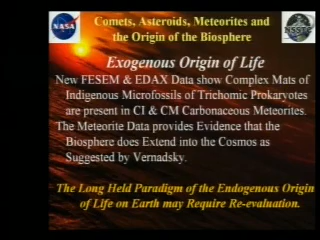 NASA
Comets, Asteroids, Meteorites and
the Origin of the Biosphere
NSSTC
Exogenous Origin of Life
New FESEM & EDAX Data show Complex Mats of
Indigenous Microfossils of Trichomic Prokaryotes
are present in CI & CM Carbonaceous Meteorites.
The Meteorite Data provides Evidence that the
Biosphere does Extend into the Cosmos as
Suggested by Vernadsky.
The Long Held Paradigm of the Endogenous Origin
of Life on Earth may Require Re-evaluation.